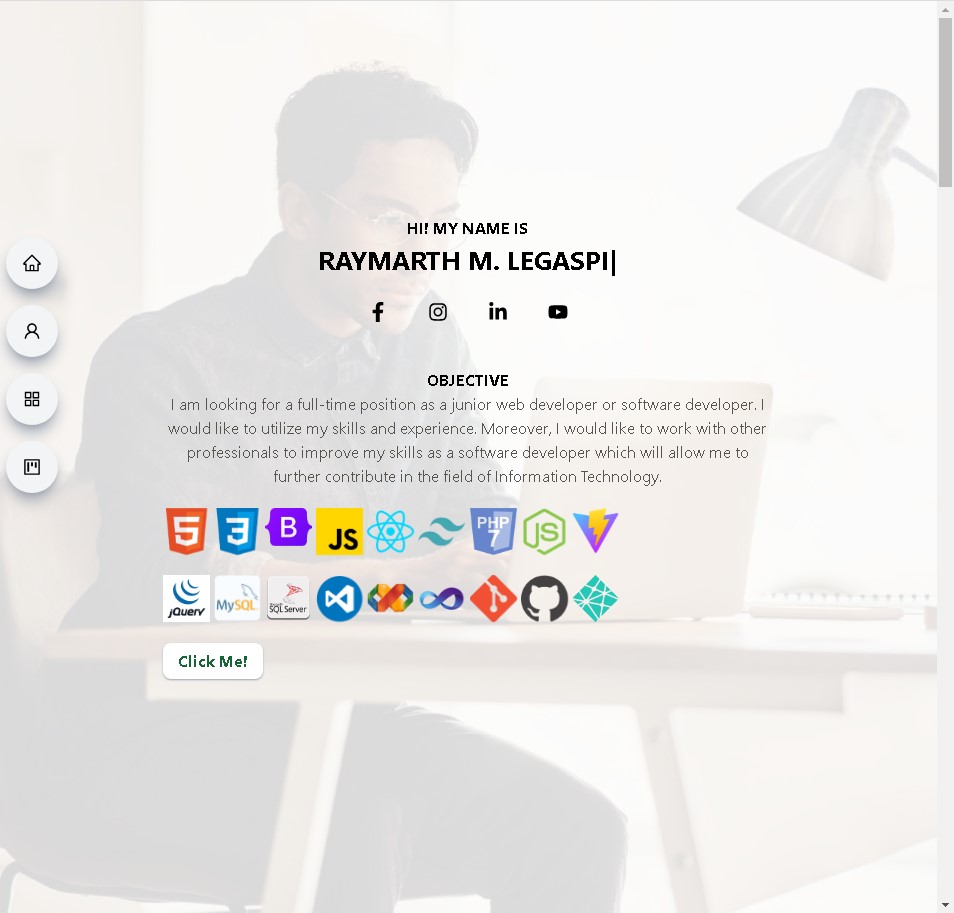 HI! MY NAME IS
RAYMARTH M. LEGASPI|
OBJECTIVE
I am looking for a full-time position as a junior web developer or software developer. I
would like to utilize my skills and experience. Moreover, I would like to work with other
professionals to improve my skills as a software developer which will allow me to
further contribute in the field of Information Technology.
5 3 B JS PHP 7 JS
jQuery MySQL SQL Server
Click Me!